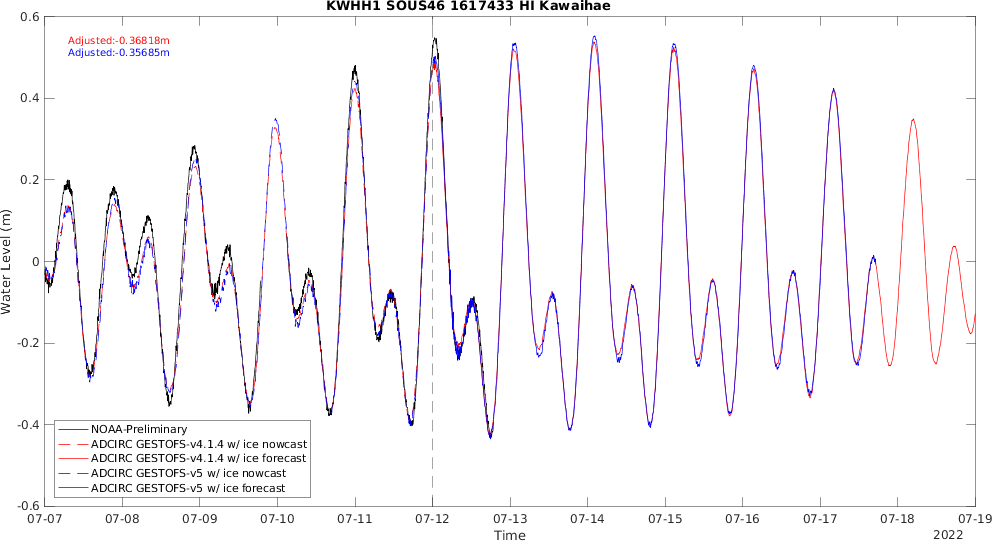 KWHH1 SOUS46 1617433 HI Kawaihae
Adjusted:-0.36818m
Adjusted:-0.35685m
0.6
0.4
0.2
0
-0.2
-0.4
-0.6
Water Level (m)
NOAA-Preliminary
ADCIRC GESTOFS-v4.1.4 w/ ice nowcast
ADCIRC GESTOFS-v4.1.4 w/ ice forecast
ADCIRC GESTOFS-v5 w/ ice nowcast
ADCIRC GESTOFS-v5 w/ ice forecast
07-07 07-08 07-09 07-10 07-11 07-12 07-13 07-14 07-15 07-16 07-17 07-18 07-19
Time
2022